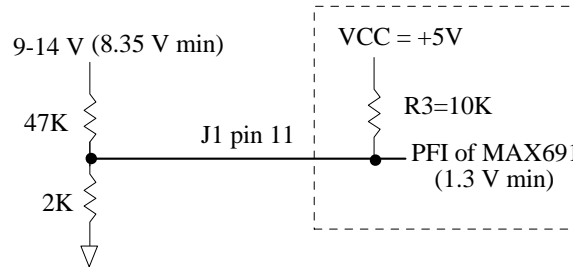 9-14 V (8.35 V min)
VCC = +5V
47K
R3=10K
J1 pin 11
PFI of MAX691
(1.3 V min)
2K